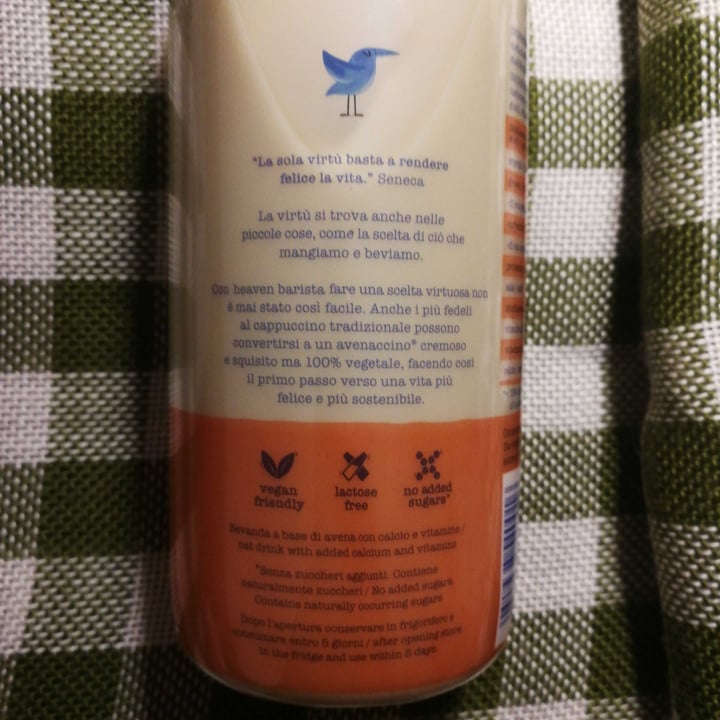 "La sola virtù basta a rendere
felice la vita." Seneca
La virtù si trova anche nelle
piccole cose, come la scelta di ciò che
mangiamo e beviamo.
Con heaven barista fare una scelta virtuosa non
è mai stato così facile. Anche i più fedeli
al cappuccino tradizionale possono
convertirsi a un avenaccino* cremoso
e squisito ma 100% vegetale, facendo così
il primo passo verso una vita più
felice e più sostenibile.
vegan
friendly
lactose
free
no added
sugars*
Bevanda a base di avena con calcio e vitamine /
oat drink with added calcium and vitamins
*Senza zuccheri aggiunti. Contiene
naturalmente zuccheri / No added sugars.
Contains naturally occurring sugars
Dopo l'apertura conservare in frigorifero e
consumare entro 5 giorni / after opening store
in the fridge and use within 5 days.